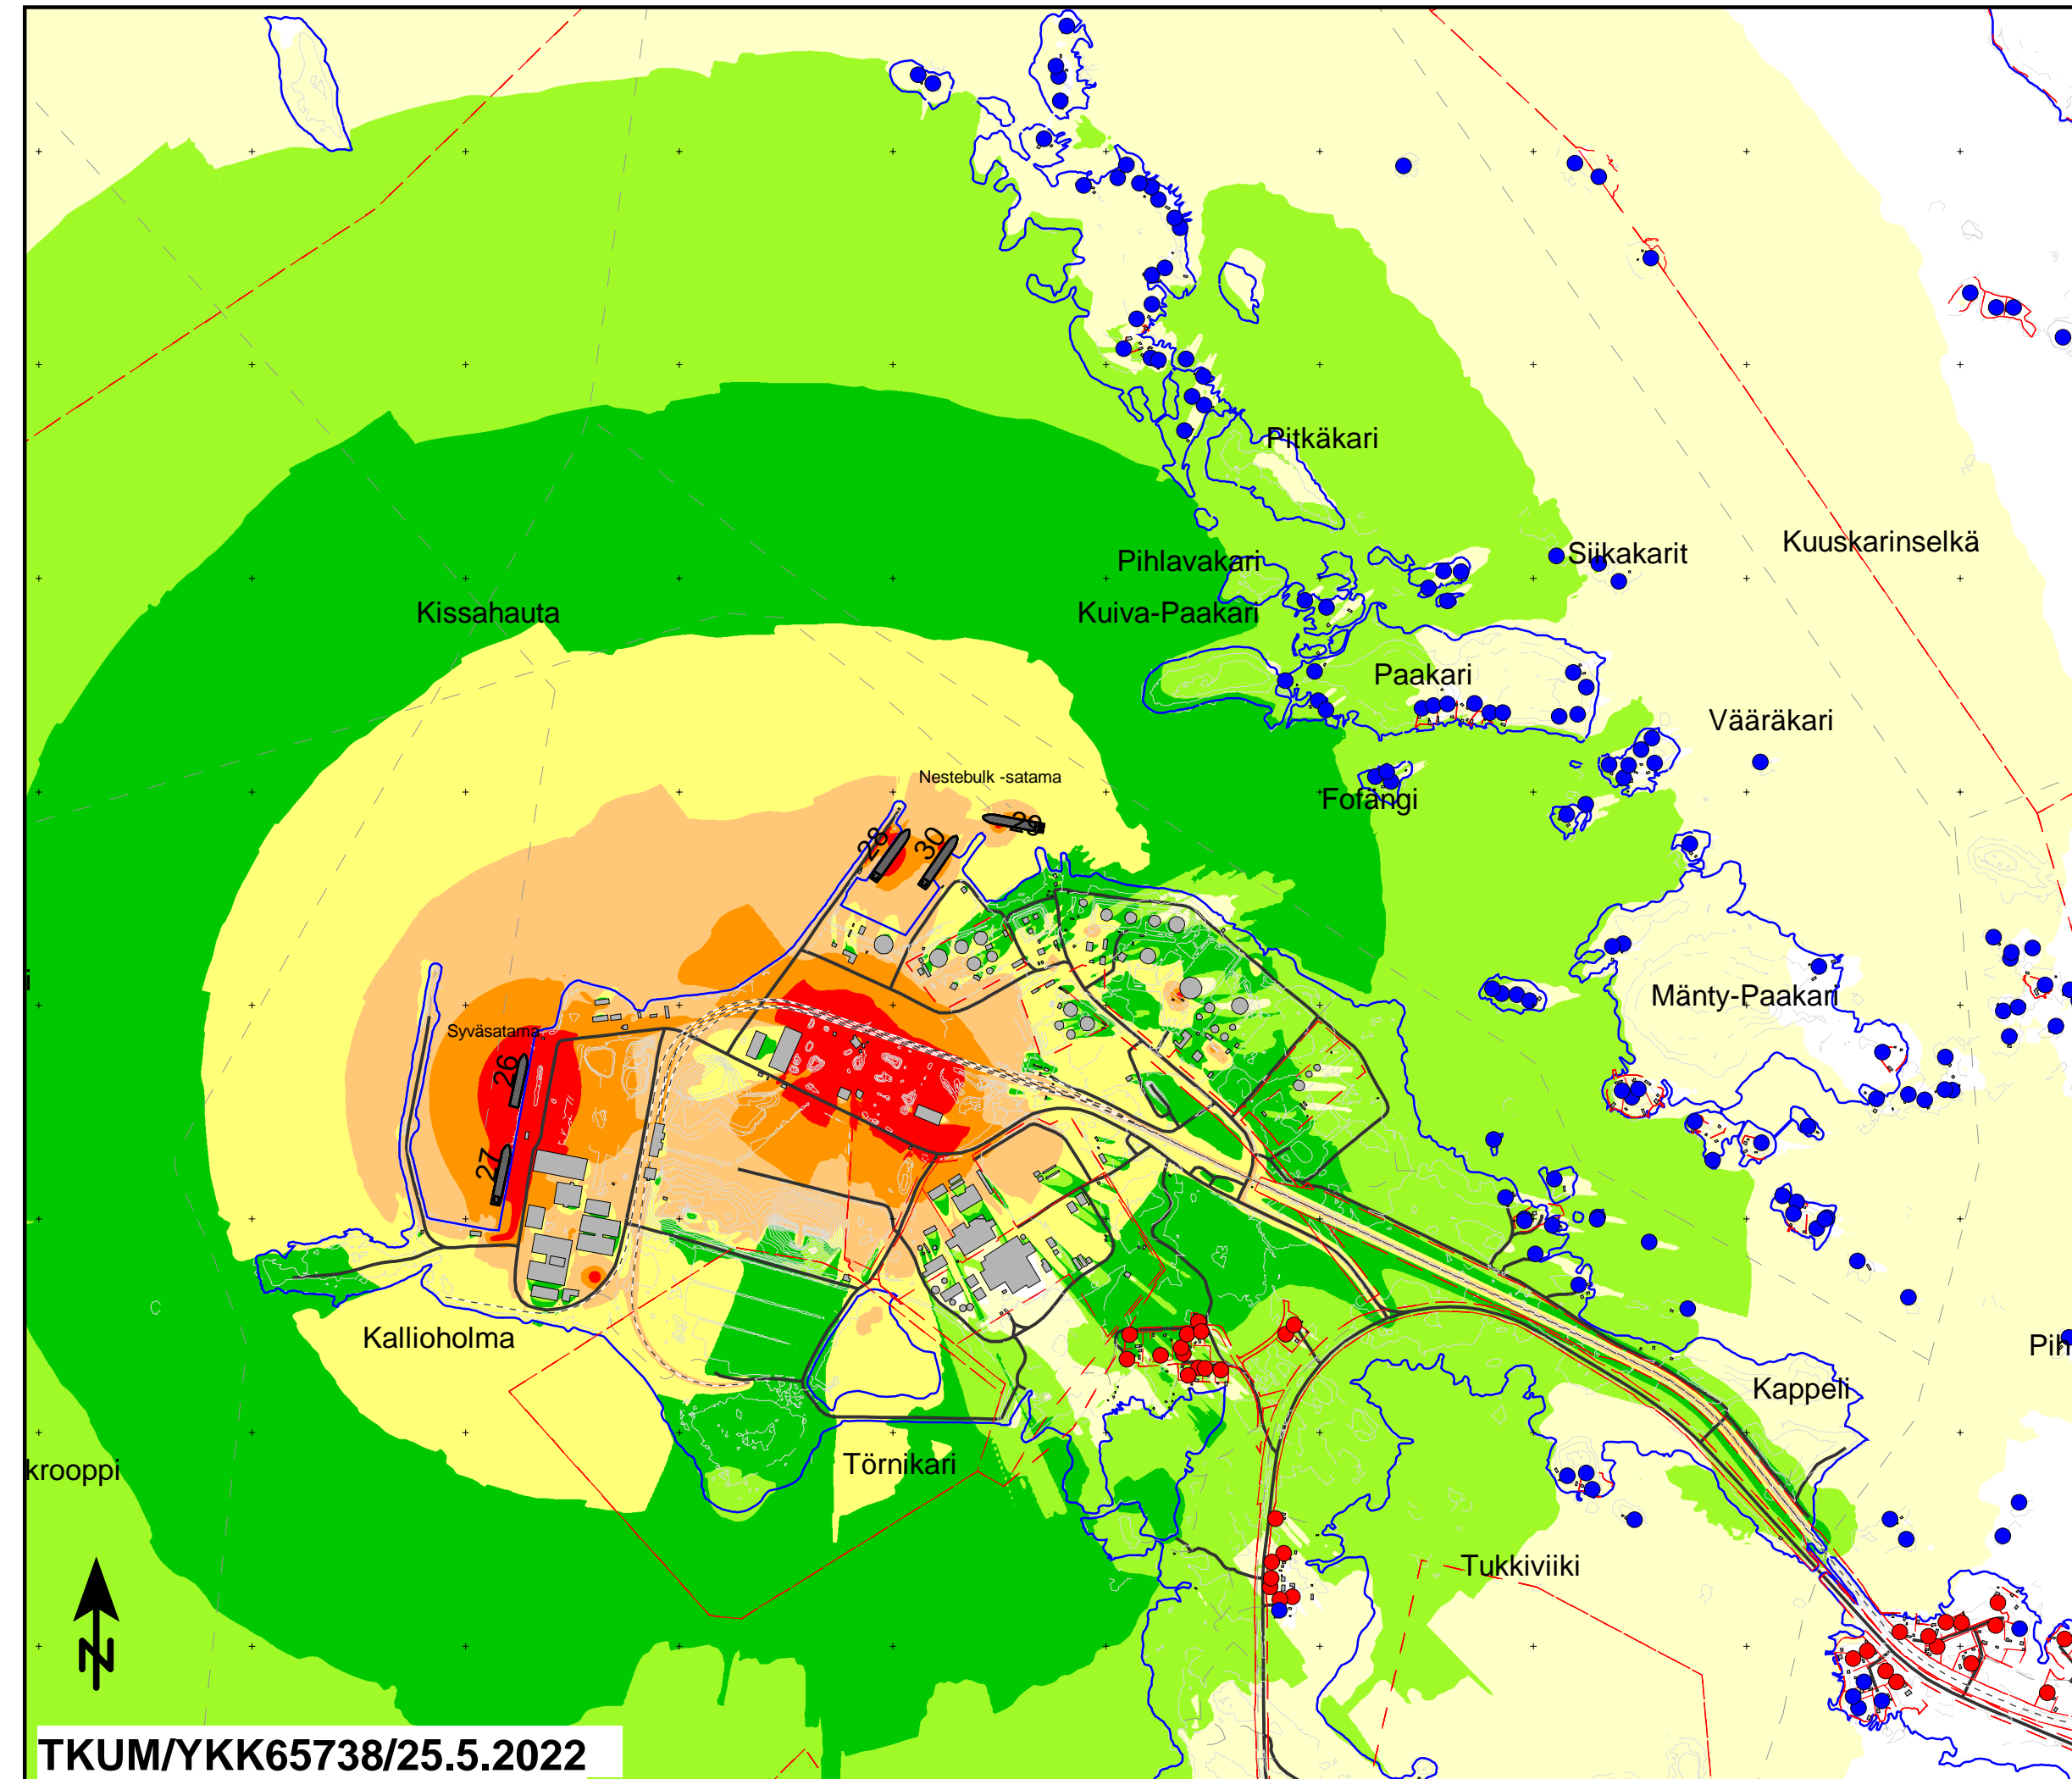 Pitkäkari
Kuuskarinselkä
Siikakarit
Pihlavakari
Kissahauta
Kuiva-Paakari
Paakari
Vääräkari
Nestebulk -satama
Fofängi
28
30
29
i
Mänty-Paakari
Syväsatama
26
27
Kallioholma
Pih
Kappeli
krooppi
Törnikari
Tukkiviiki
N
TKUM/YKK65738/25.5.2022